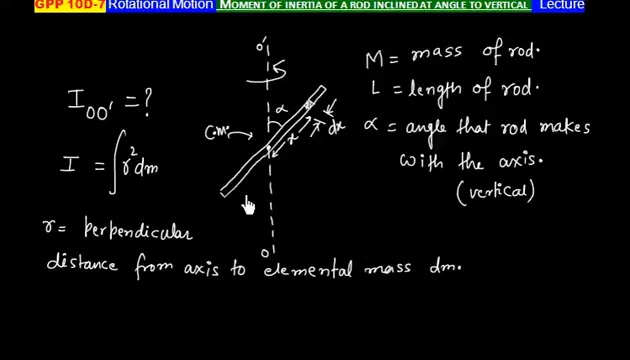 GPP 10D-7 Rotational Motion MOMENT OF INERTIA OF A ROD INCLINED AT ANGLE TO VERTICAL Lecture
O'
I OO' = ?
I = ∫ r² dm
C.M.
α
x
dx
O
M = mass of rod.
L = length of rod.
α = angle that rod makes
with the axis.
(vertical)
r = perpendicular
distance from axis to elemental mass dm.